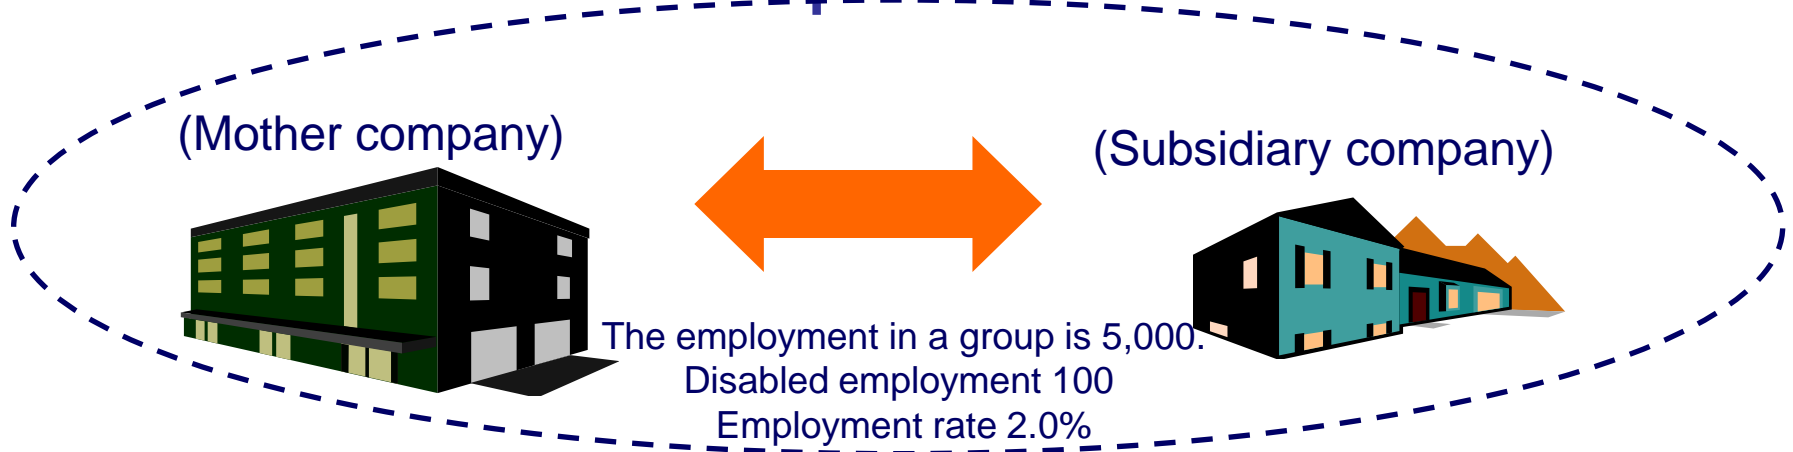 (Mother company)
(Subsidiary company)
The employment in a group is 5,000.
Disabled employment 100
Employment rate 2.0%